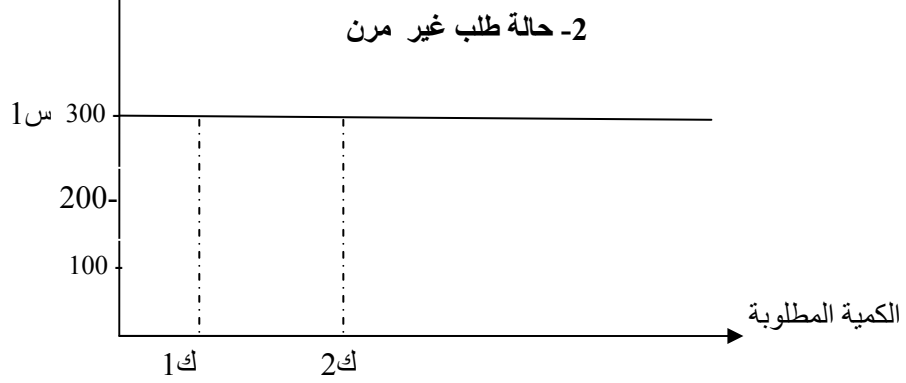 2- حالة طلب غير مرن
س1 300
200-
100
الكمية المطلوبة
ك1
ك2